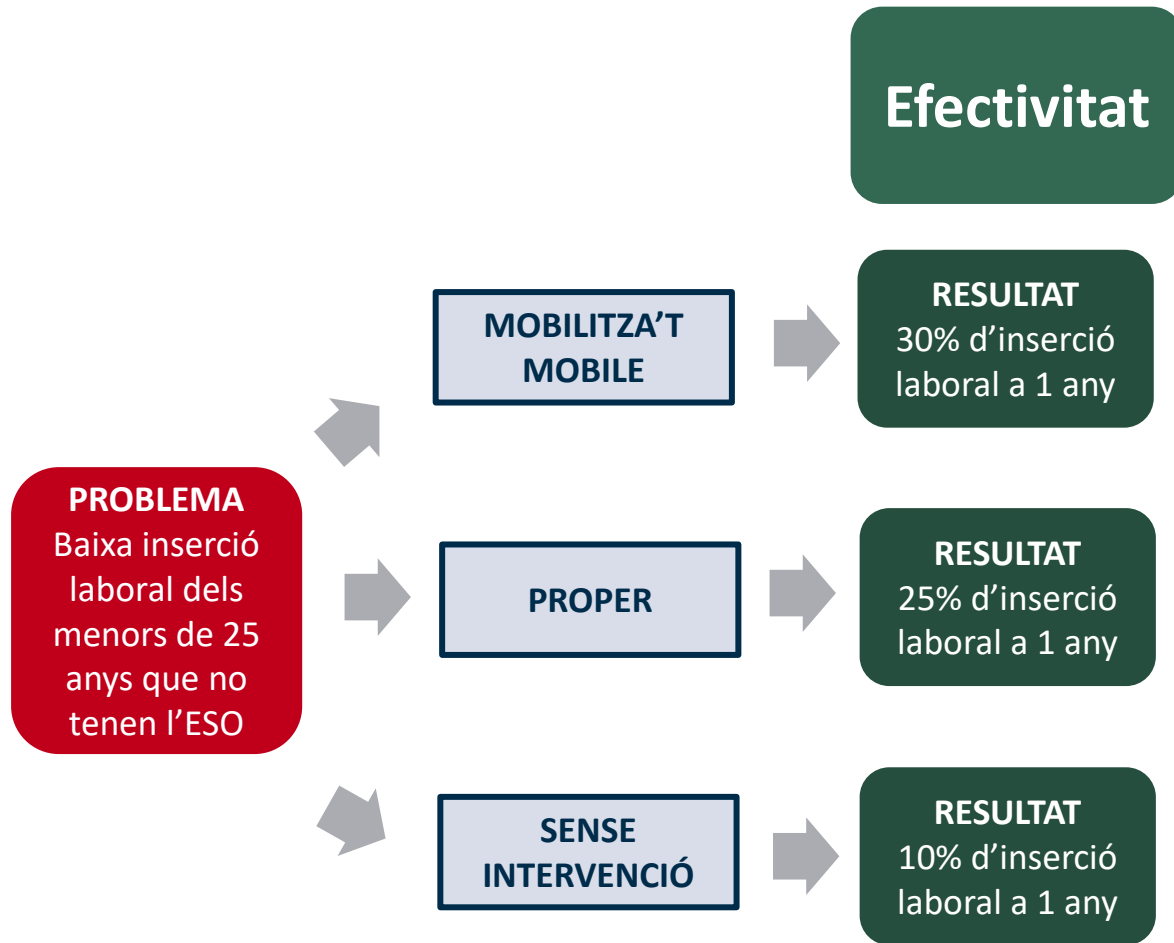 Efectivitat
MOBILITZA’T
MOBILE
RESULTAT
30% d’inserció
laboral a 1 any
PROBLEMA
Baixa inserció
laboral dels
menors de 25
anys que no
tenen l’ESO
PROPER
RESULTAT
25% d’inserció
laboral a 1 any
SENSE
INTERVENCIÓ
RESULTAT
10% d’inserció
laboral a 1 any